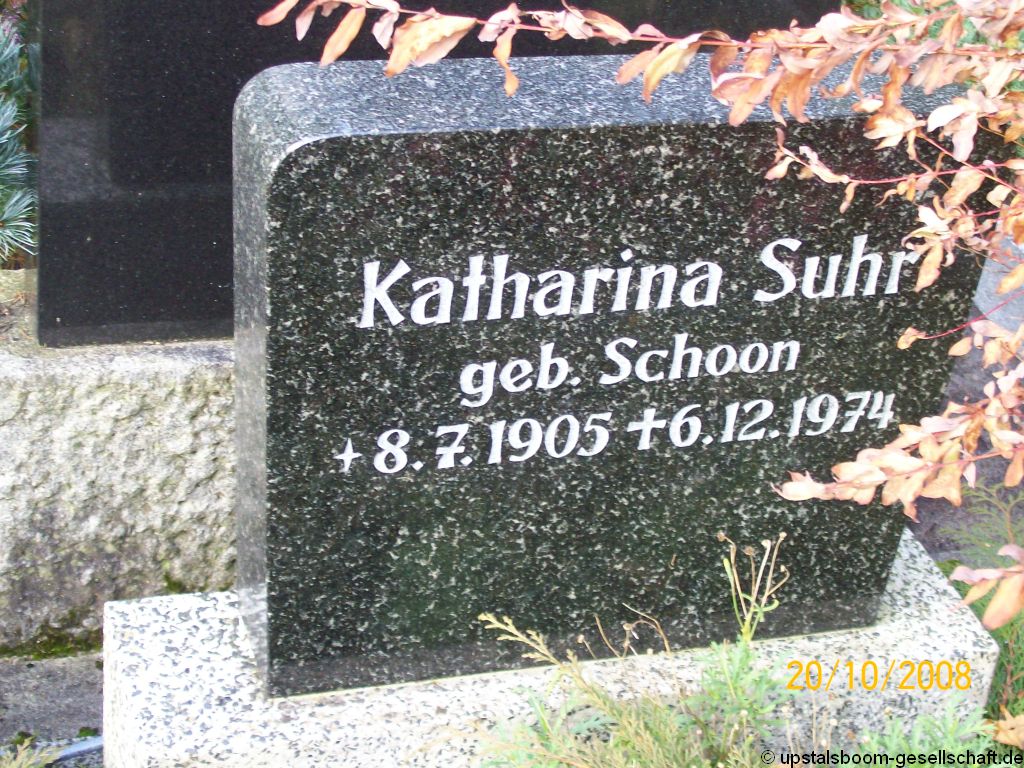 Katharina Suhr
geb. Schoon
+ 8.7.1905 ✝ 6.12.1974
20/10/2008
© upstalsboom-gesellschaft.de